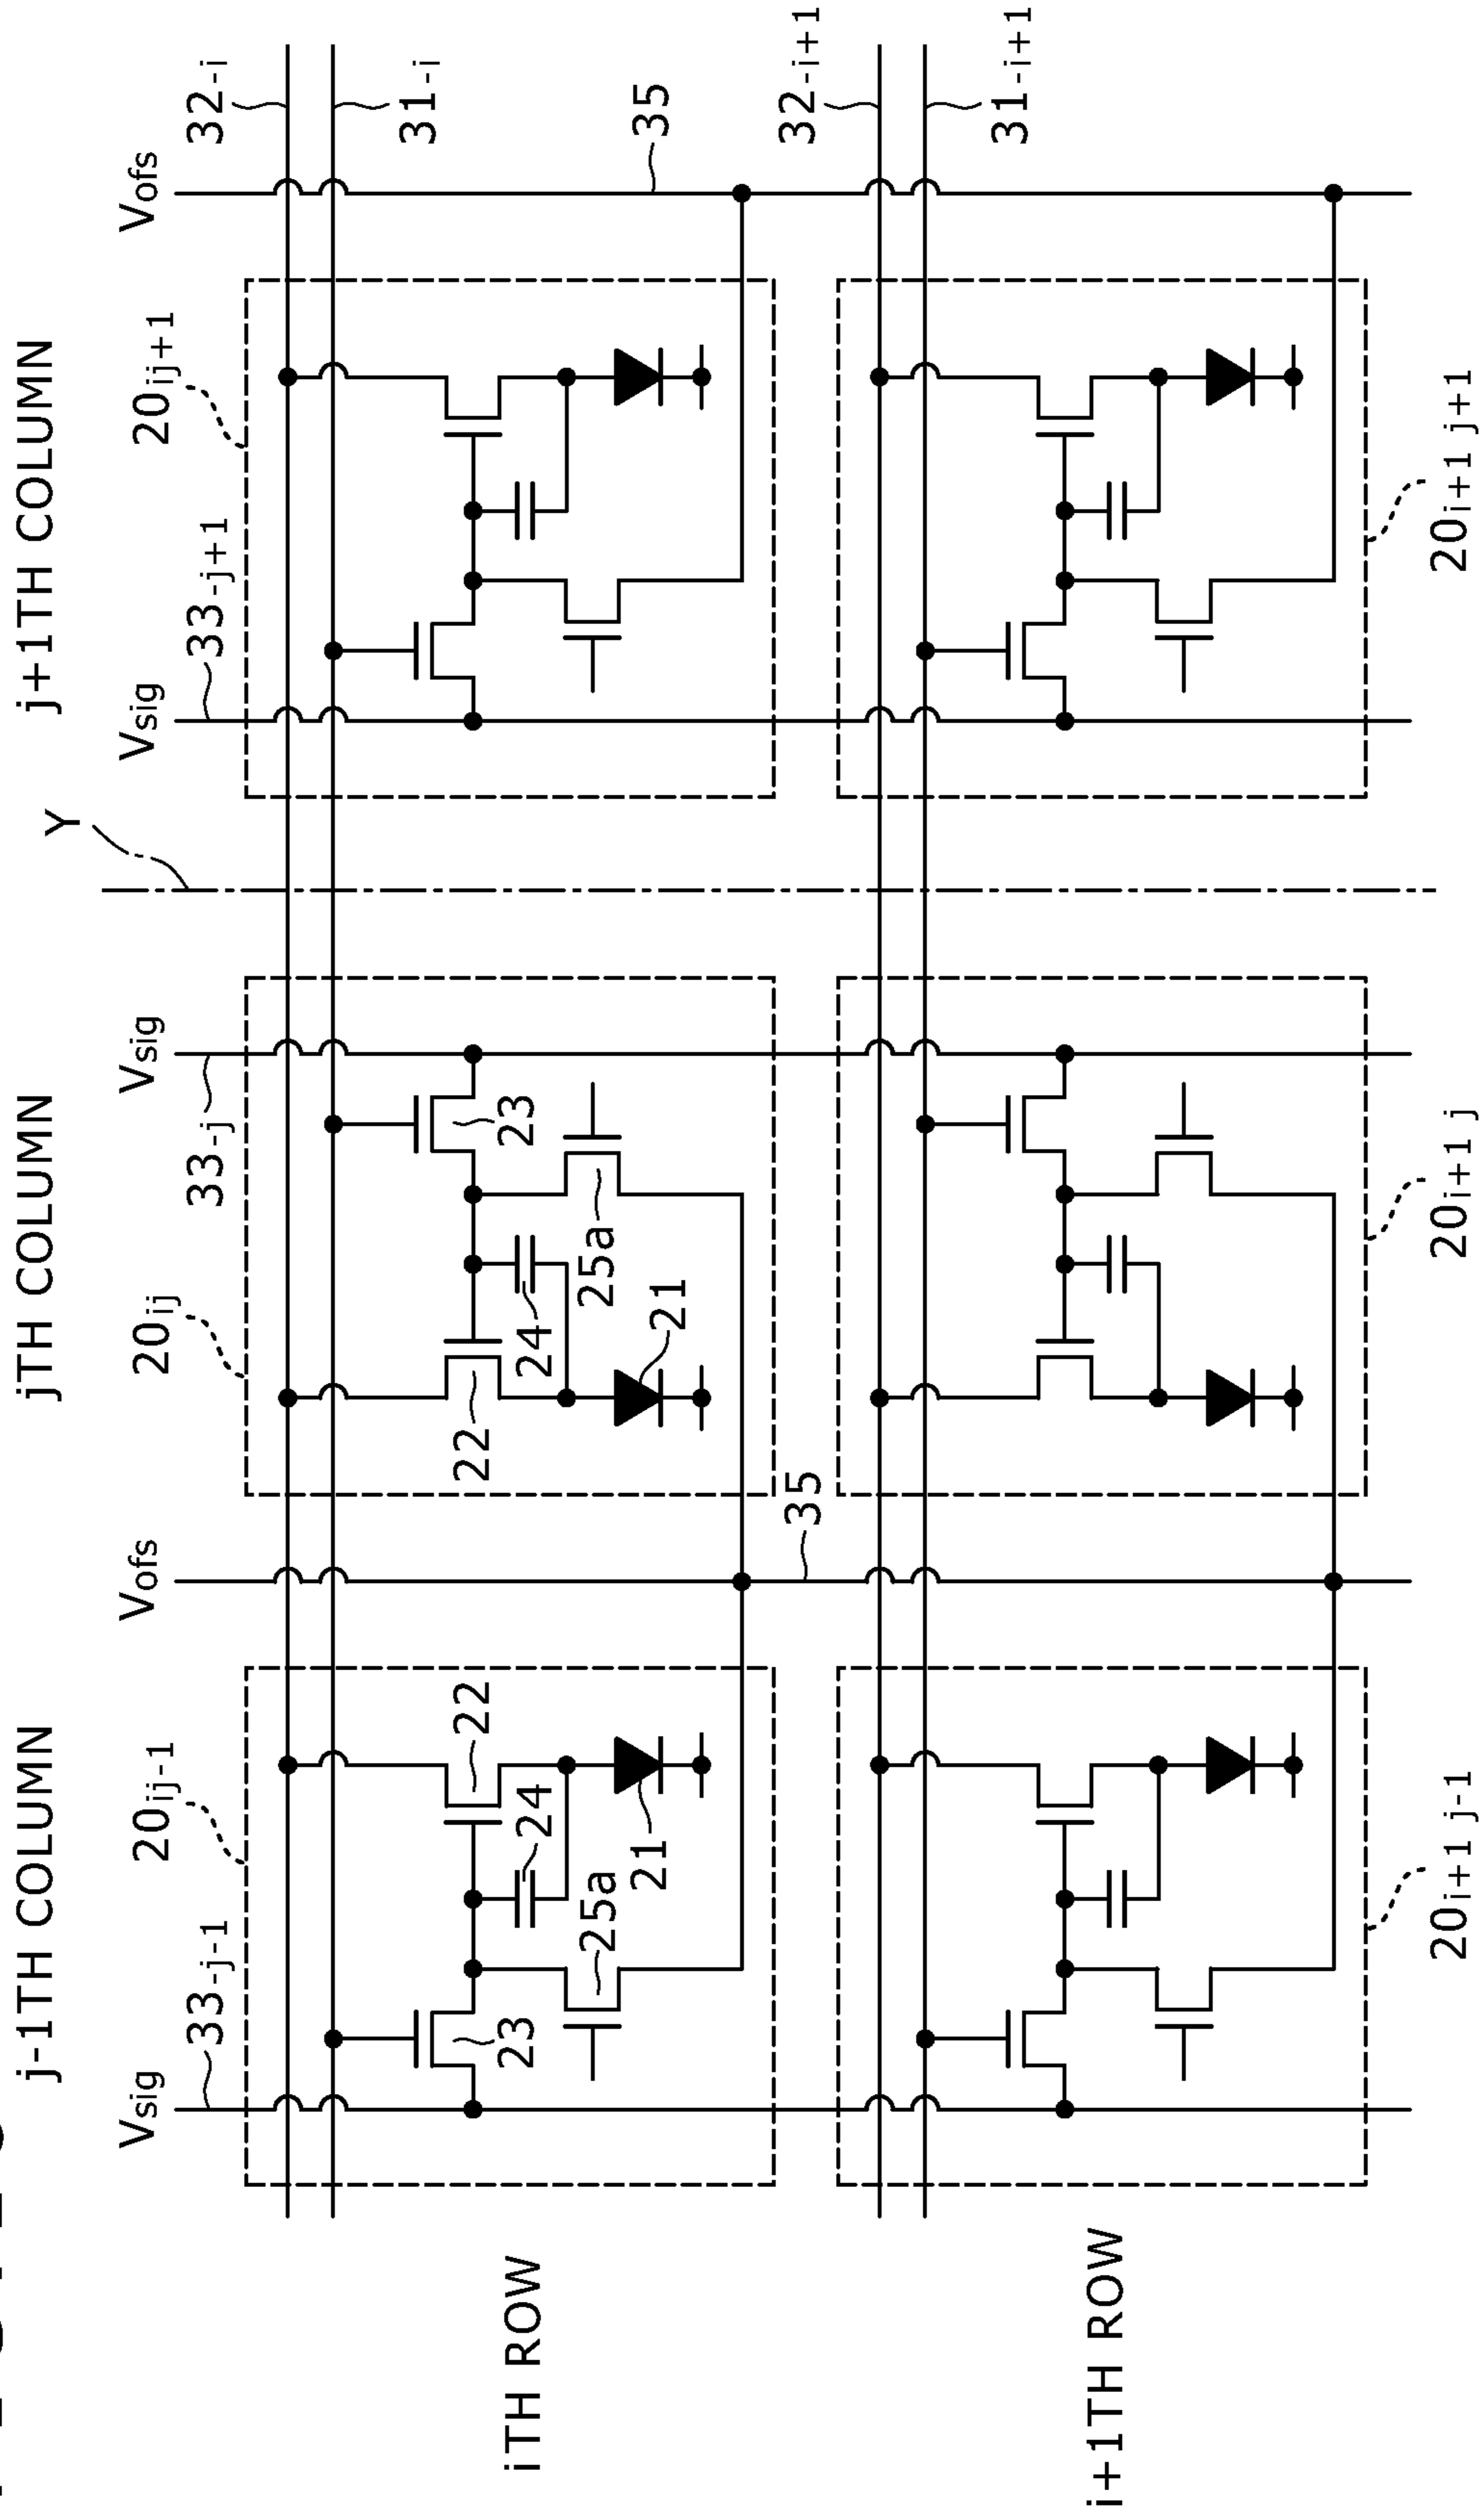 j-1TH COLUMN
jTH COLUMN
j+1TH COLUMN
Y
Vsig
33-j-1
20ij-1
Vofs
20ij
33-j
Vsig
Vsig
33-j+1
20ij+1
Vofs
32-i
31-i
iTH ROW
23
25a
24
21
22
22
24
25a
21
23
35
35
32-i+1
31-i+1
i+1TH ROW
20i+1 j-1
20i+1 j
20i+1 j+1